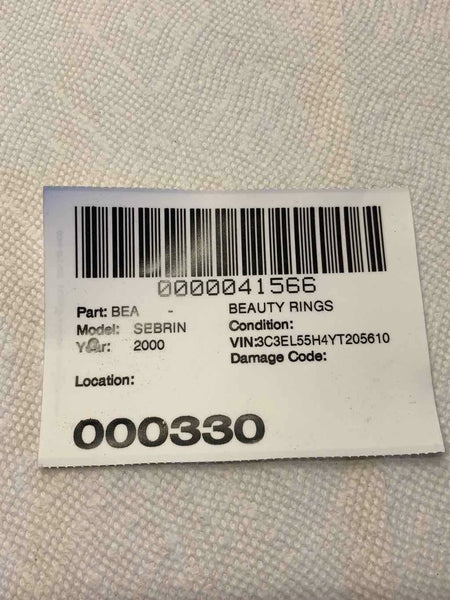 0000041566
Part: BEA - BEAUTY RINGS
Model: SEBRIN Condition:
Year: 2000 VIN:3C3EL55H4YT205610
Damage Code:
Location:
000330